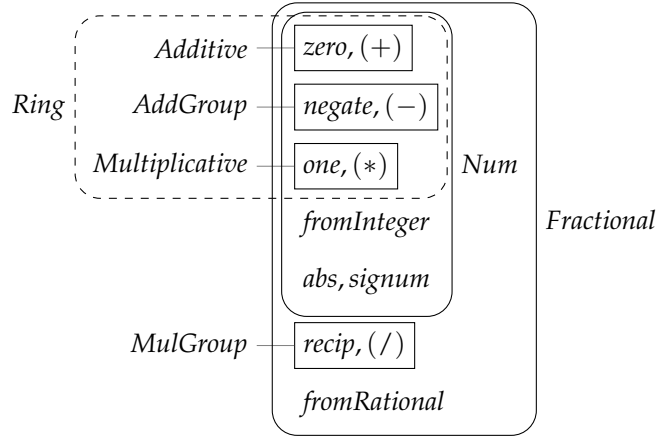 Additive zero, (+)
Ring AddGroup negate, (−)
Multiplicative one, (∗) Num
fromInteger Fractional
abs, signum
MulGroup recip, (/)
fromRational